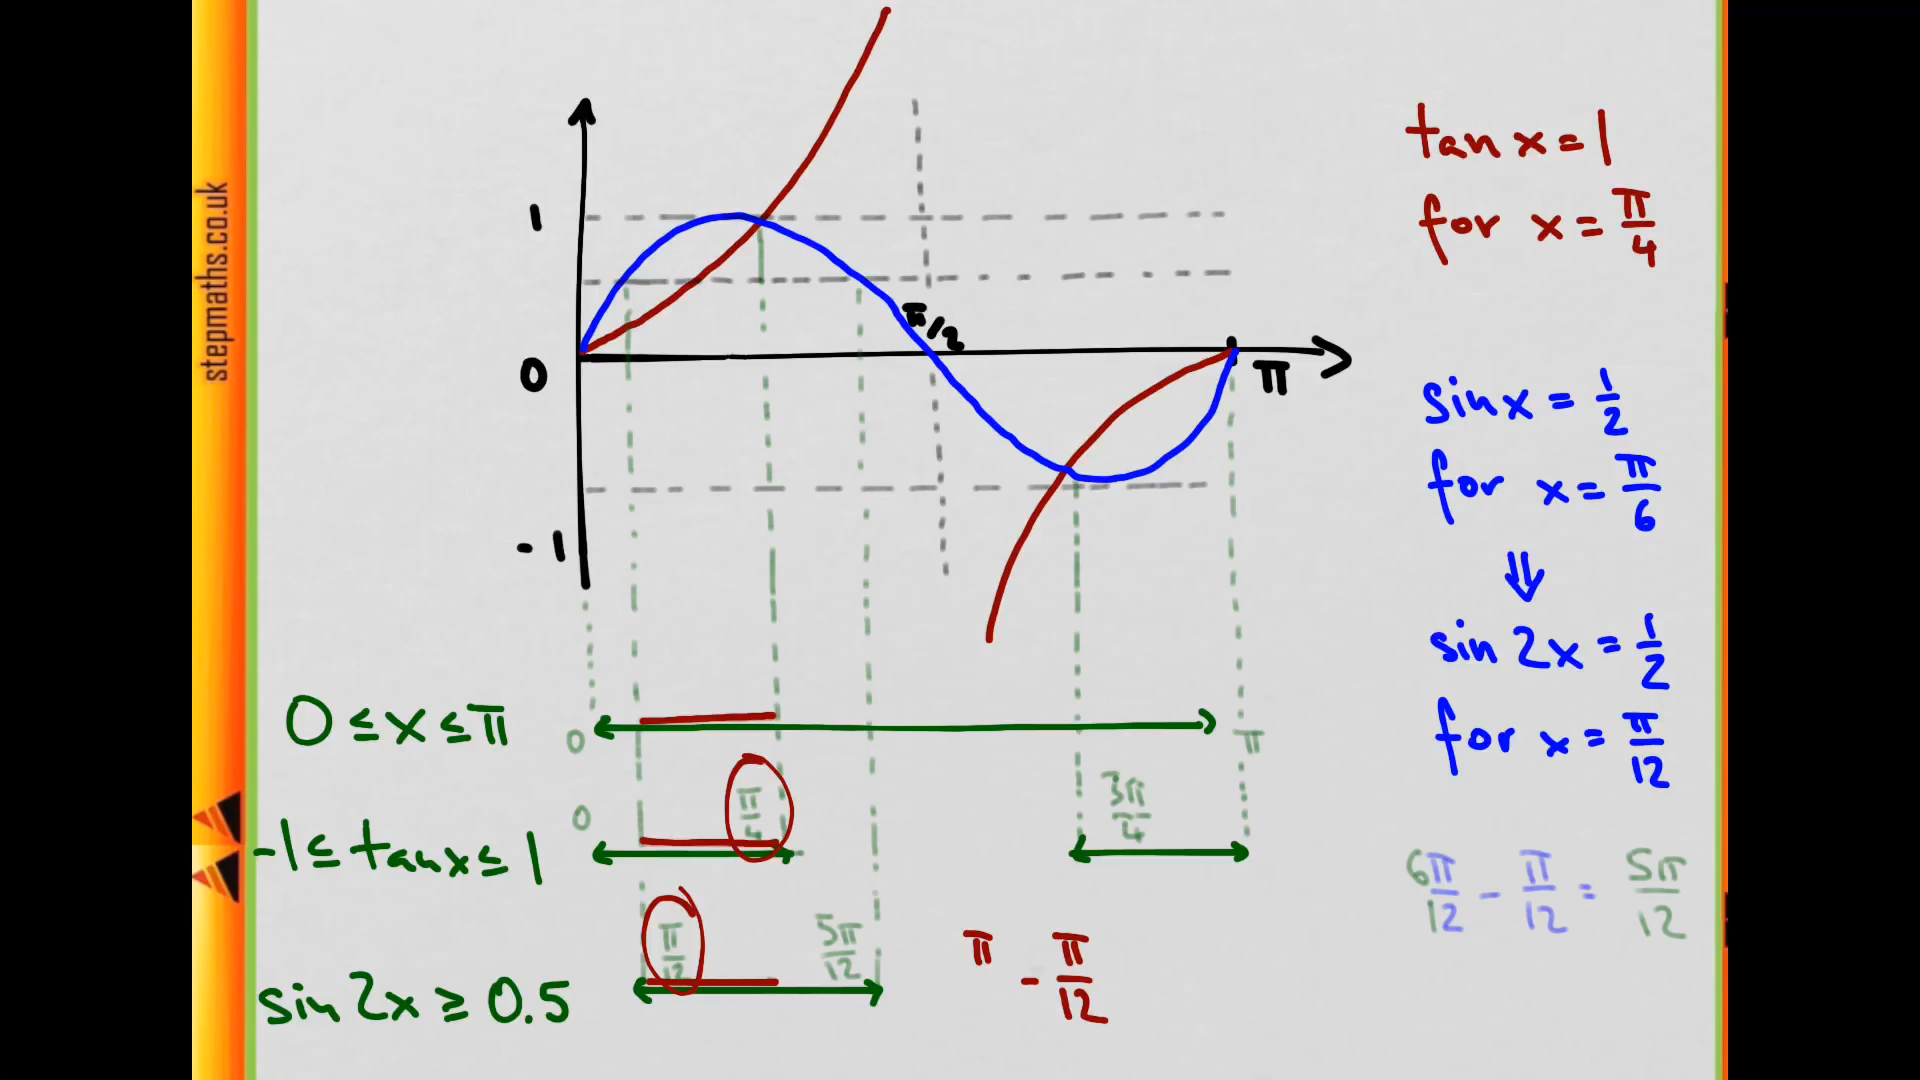 stepmaths.co.uk
1
0
-1
π/2
π
tan x = 1
for x = π/4
sin x = 1/2
for x = π/6
⇓
sin 2x = 1/2
for x = π/12
6π/12 - π/12 = 5π/12
0 ≤ x ≤ π
0 π
-1 ≤ tan x ≤ 1
0 π/4 3π/4
sin 2x ≥ 0.5
π/12 5π/12
π - π/12